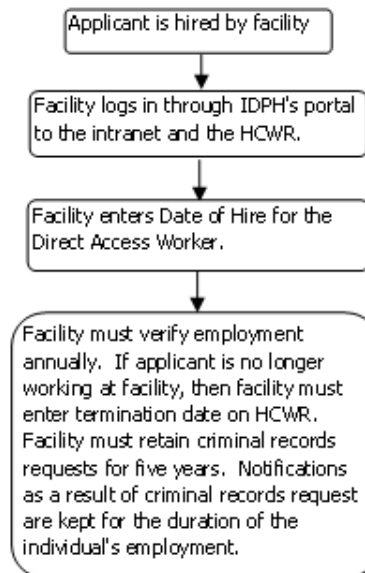 Applicant is hired by facility
Facility logs in through IDPH's portal
to the intranet and the HCWR.
Facility enters Date of Hire for the
Direct Access Worker.
Facility must verify employment
annually.  If applicant is no longer
working at facility, then facility must
enter termination date on HCWR.
Facility must retain criminal records
requests for five years.  Notifications
as a result of criminal records request
are kept for the duration of the
individual's employment.